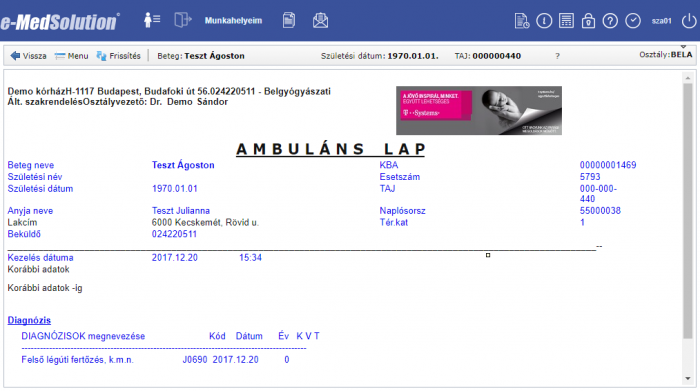 e-MedSolution® Munkahelyeim sza01
Vissza Menu Frissítés Beteg: Teszt Ágoston Születési dátum: 1970.01.01. TAJ: 000000440 ? Osztály:BELA
Demo kórházH-1117 Budapest, Budafoki út 56.024220511 - Belgyógyászati
Ált. szakrendelésOsztályvezető: Dr. Demo Sándor
A JÖVŐ INSPIRÁL MINKET.
EGYÜTT LEHETSÉGES
T··Systems·
AMBULÁNS LAP
Beteg neve Teszt Ágoston KBA 00000001469
Születési név Esetszám 5793
Születési dátum 1970.01.01 TAJ 000-000-
440
Anyja neve Teszt Julianna Naplósorsz 55000038
Lakcím 6000 Kecskemét, Rövid u. Tér.kat 1
Beküldő 024220511
Kezelés dátuma 2017.12.20 15:34
Korábbi adatok
Korábbi adatok -ig
Diagnózis
DIAGNÓZISOK megnevezése Kód Dátum Év K V T
Felső légúti fertőzés, k.m.n. J0690 2017.12.20 0